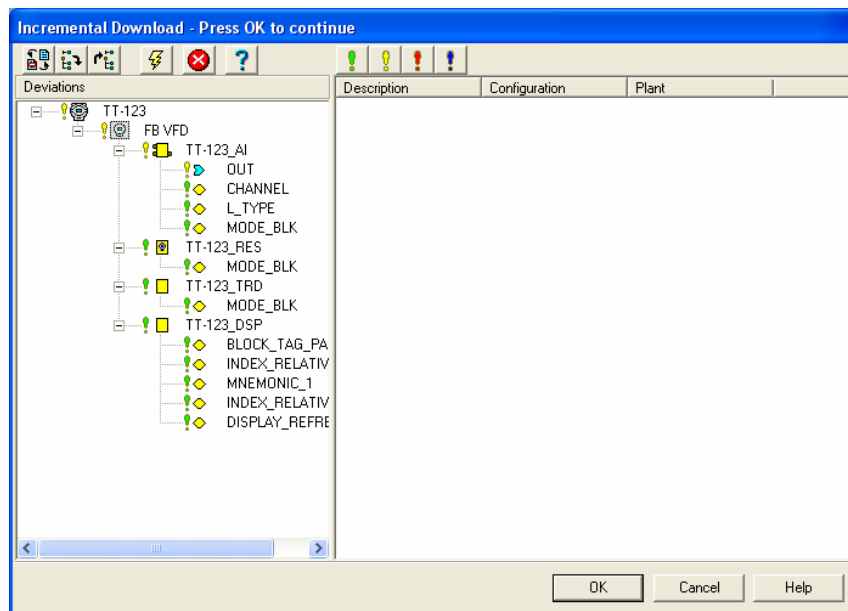 Incremental Download - Press OK to continue
Deviations
Description Configuration Plant
TT-123
FB VFD
TT-123_AI
OUT
CHANNEL
L_TYPE
MODE_BLK
TT-123_RES
MODE_BLK
TT-123_TRD
MODE_BLK
TT-123_DSP
BLOCK_TAG_PA
INDEX_RELATIV
MNEMONIC_1
INDEX_RELATIV
DISPLAY_REFRE
OK Cancel Help